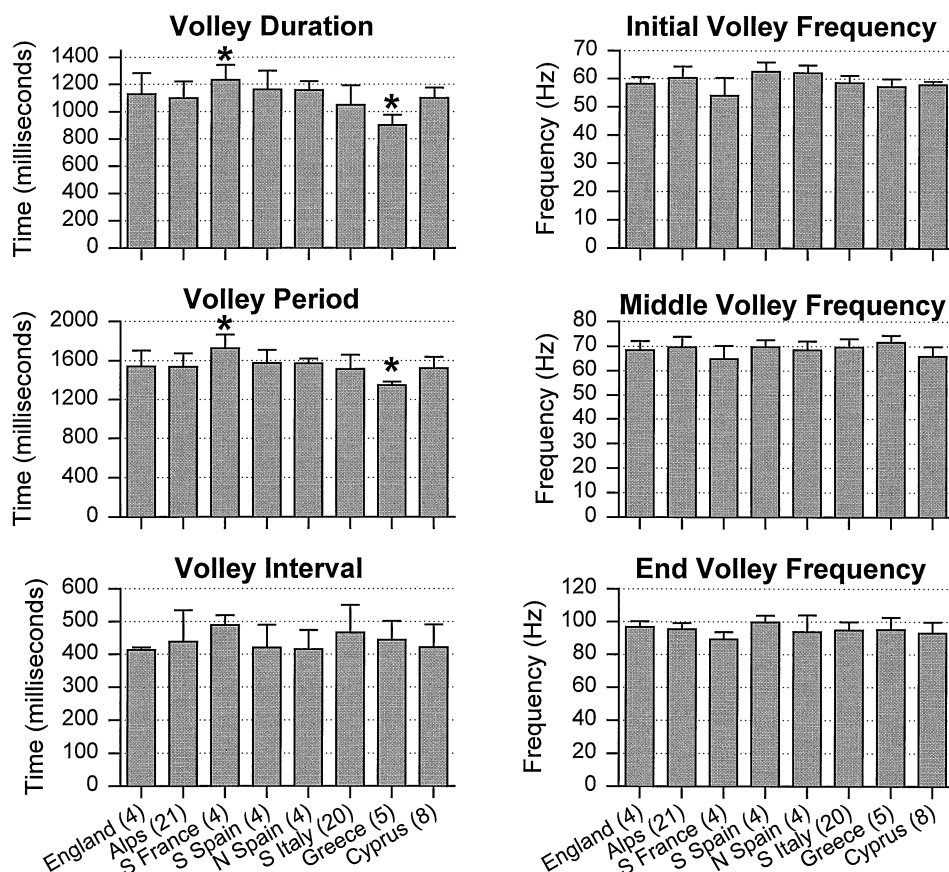 Volley Duration
Time (milliseconds)
1400
1200
1000
800
600
400
200
0
*
*
Initial Volley Frequency
Frequency (Hz)
70
60
50
40
30
20
10
0
Volley Period
Time (milliseconds)
2000
1600
1200
800
400
0
*
*
Middle Volley Frequency
Frequency (Hz)
80
70
60
50
40
30
20
10
0
Volley Interval
Time (milliseconds)
600
500
400
300
200
100
0
England (4)
Alps (21)
S France (4)
S Spain (4)
N Spain (4)
S Italy (20)
Greece (5)
Cyprus (8)
End Volley Frequency
Frequency (Hz)
120
100
80
60
40
20
0
England (4)
Alps (21)
S France (4)
S Spain (4)
N Spain (4)
S Italy (20)
Greece (5)
Cyprus (8)